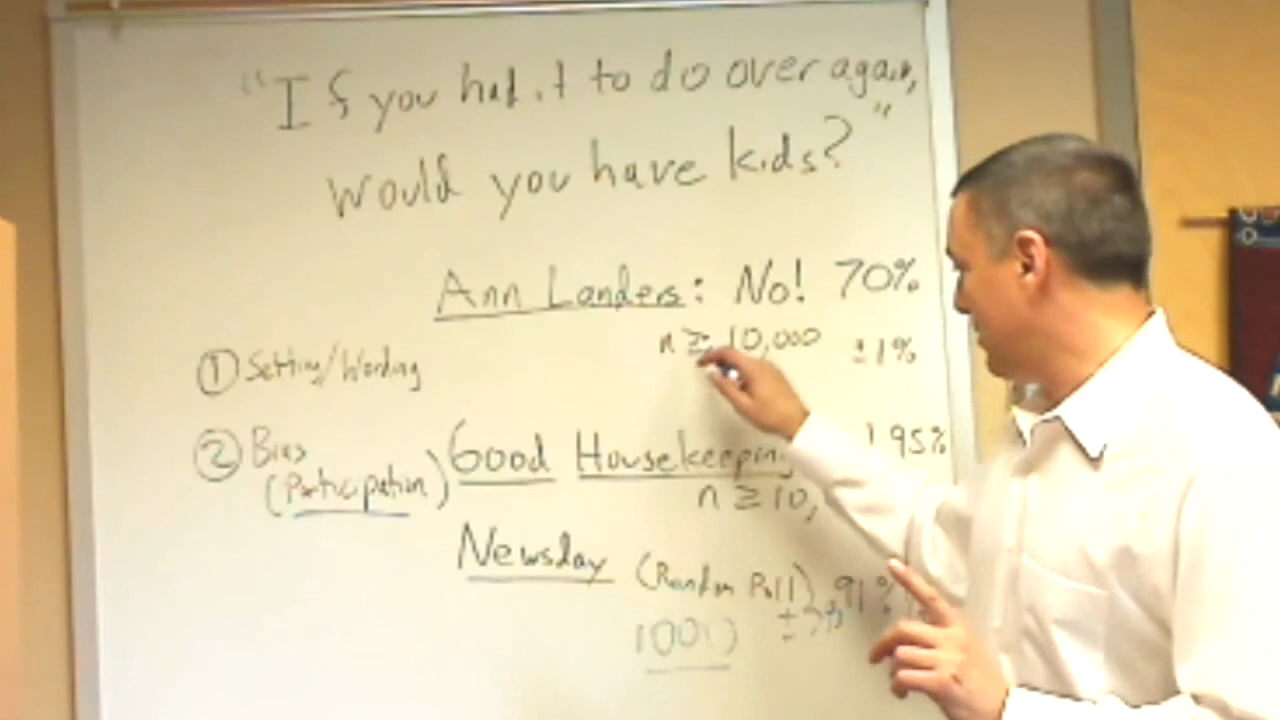 "If you had it to do over again,
would you have kids?"
Ann Landers: No! 70%
n ≥ 10,000 ±1%
① Setting/Wording
② Bias
(Participation)
Good Housekeeping 95%
n ≥ 10,
Newsday (Random Poll) 91%
1000 ±3%